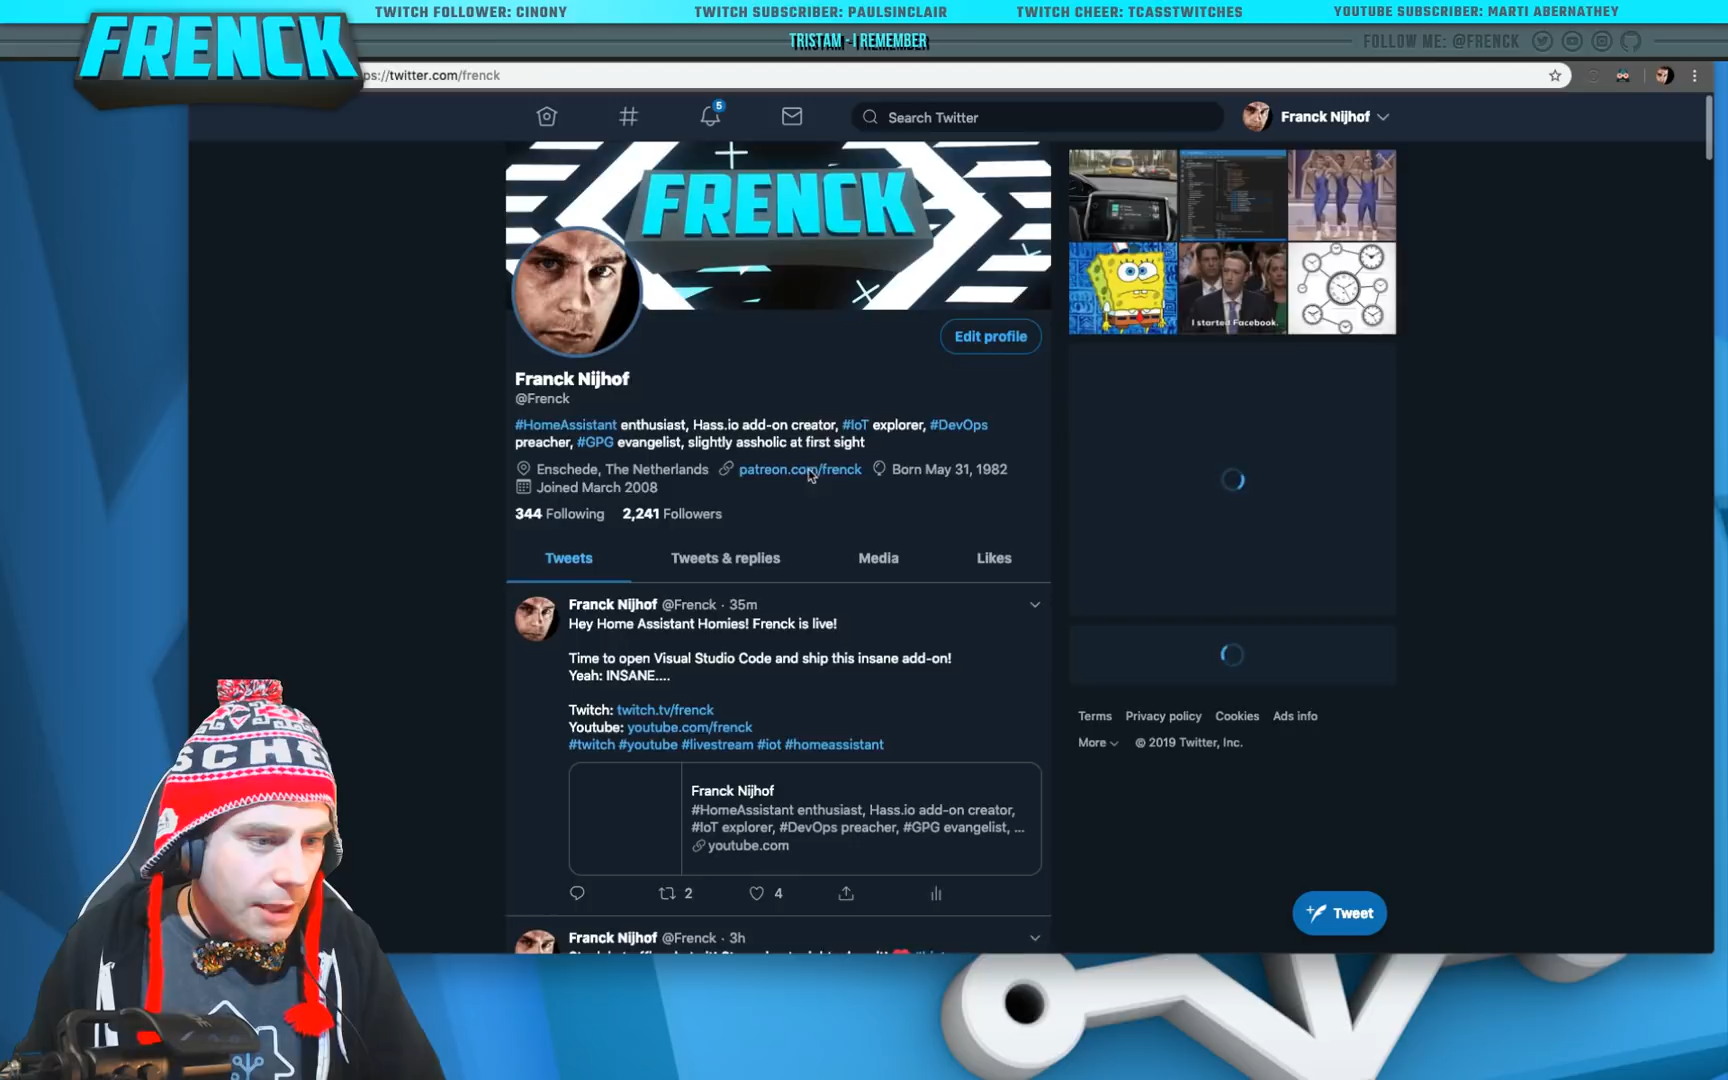 TWITCH FOLLOWER: CINONY
TWITCH SUBSCRIBER: PAULSINCLAIR
TWITCH CHEER: TCASSTWITCHES
YOUTUBE SUBSCRIBER: MARTI ABERNATHEY
FRENCK
TRISTAM - I REMEMBER
FOLLOW ME: @FRENCK
ps://twitter.com/frenck
5
Search Twitter
Franck Nijhof
FRENCK
I started Facebook.
Edit profile
Franck Nijhof
@Frenck
#HomeAssistant enthusiast, Hass.io add-on creator, #IoT explorer, #DevOps
preacher, #GPG evangelist, slightly assholic at first sight
Enschede, The Netherlands patreon.com/frenck Born May 31, 1982
Joined March 2008
344 Following 2,241 Followers
Tweets Tweets & replies Media Likes
Franck Nijhof @Frenck · 35m
Hey Home Assistant Homies! Frenck is live!
Time to open Visual Studio Code and ship this insane add-on!
Yeah: INSANE....
Twitch: twitch.tv/frenck
Youtube: youtube.com/frenck
#twitch #youtube #livestream #iot #homeassistant
Franck Nijhof
#HomeAssistant enthusiast, Hass.io add-on creator,
#IoT explorer, #DevOps preacher, #GPG evangelist, ...
youtube.com
2 4
Franck Nijhof @Frenck · 3h
Terms Privacy policy Cookies Ads info
More © 2019 Twitter, Inc.
Tweet
SCHE